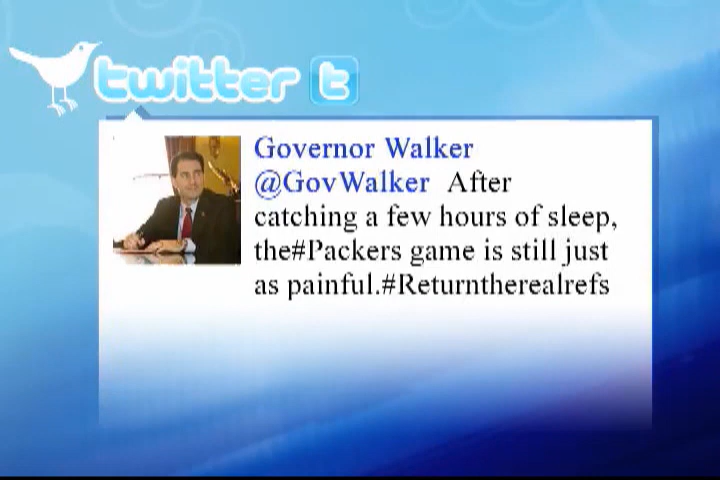 twitter t
Governor Walker
@GovWalker After
catching a few hours of sleep,
the#Packers game is still just
as painful.#Returntherealrefs